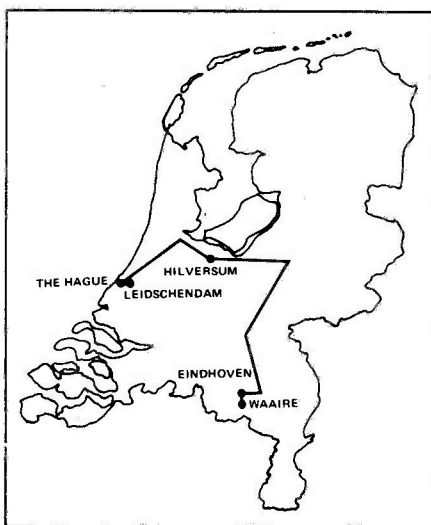 HILVERSUM
THE HAGUE
LEIDSCHENDAM
EINDHOVEN
WAAIRE